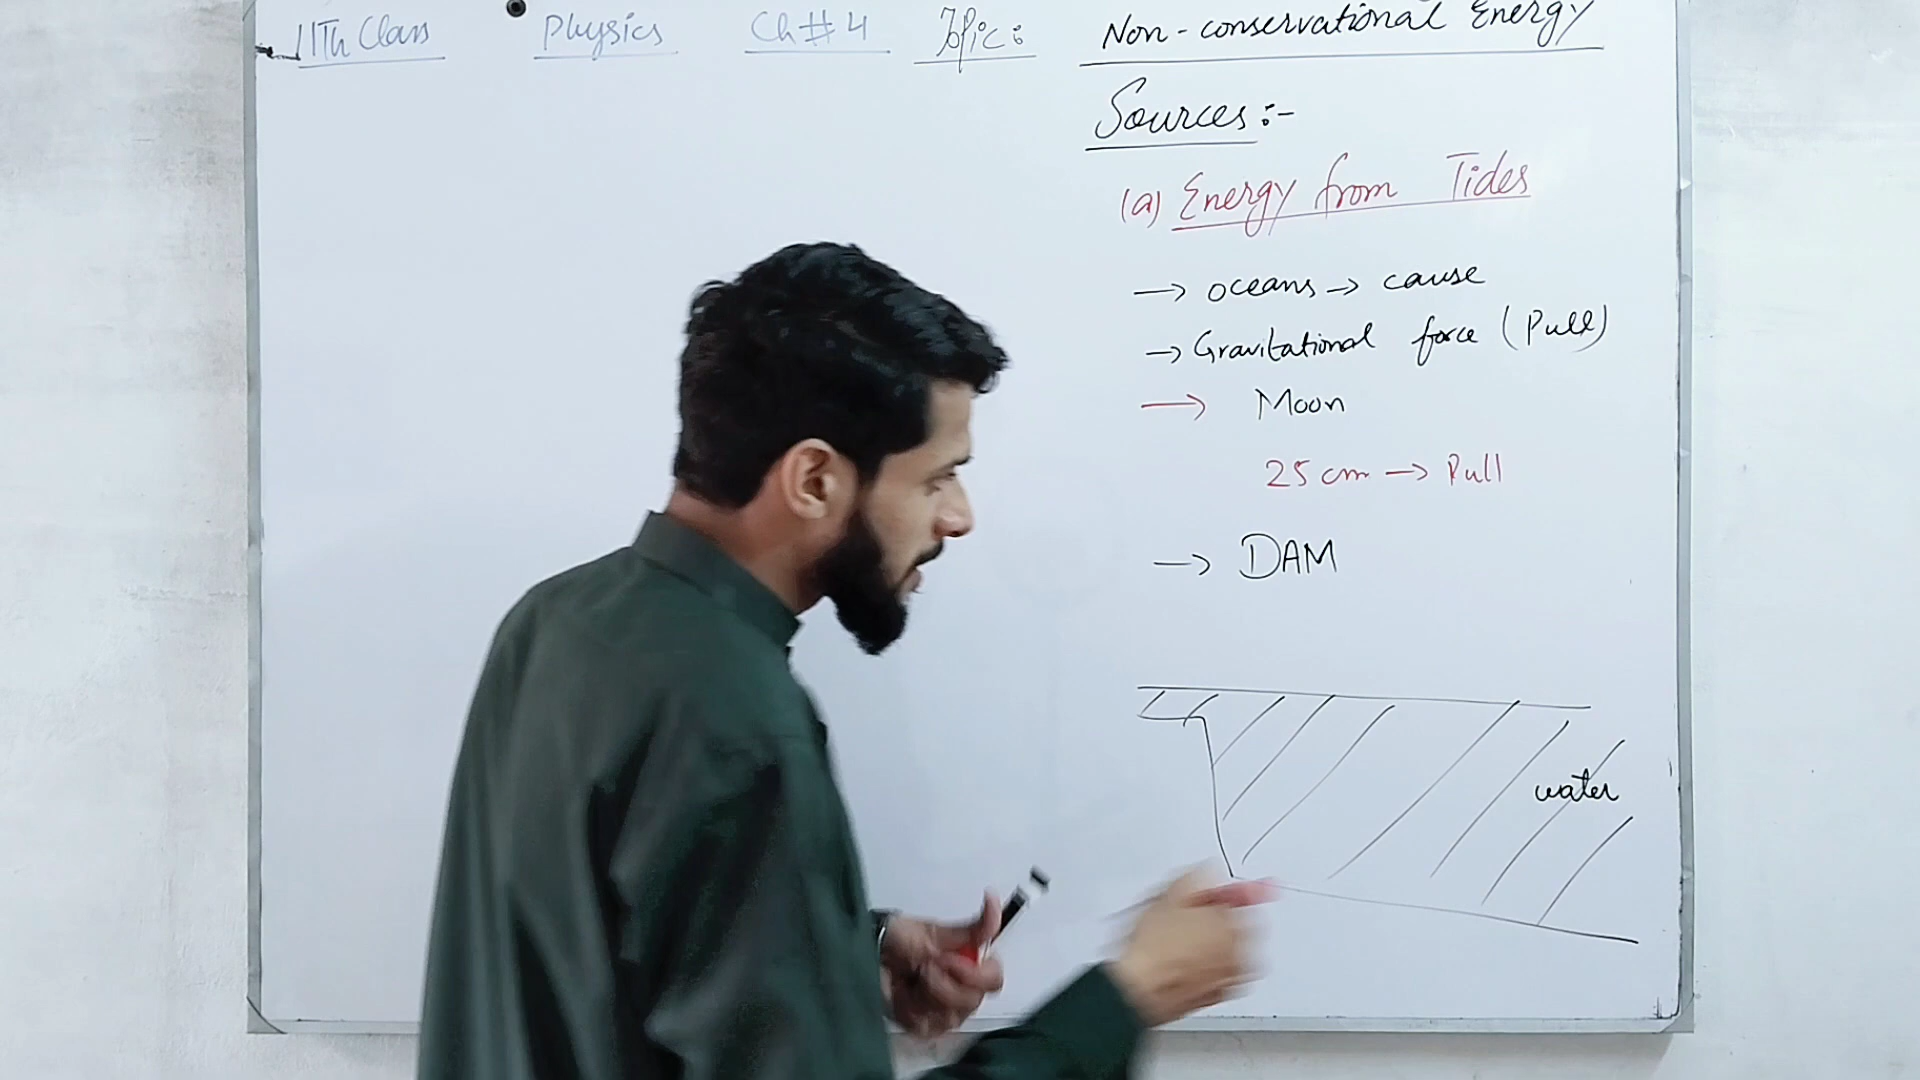 11Th Class Physics Ch # 4 Topic: Non-conservational Energy
Sources:-
(a) Energy from Tides
→ oceans → cause
→ Gravitational force (Pull)
→ Moon
25 cm → Pull
→ DAM
water